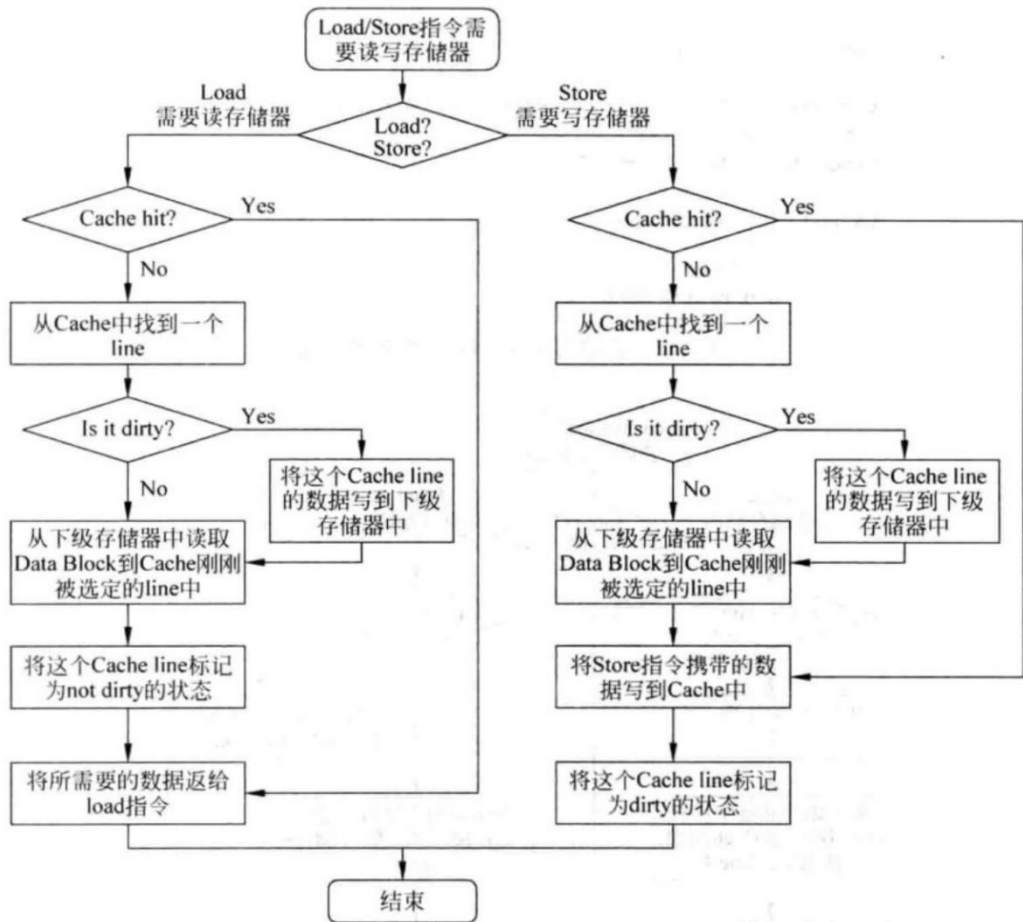 Load/Store指令需
要读写存储器
Load
需要读存储器
Store
需要写存储器
Load?
Store?
Cache hit?
Yes
No
从Cache中找到一个
line
Is it dirty?
Yes
No
将这个Cache line
的数据写到下级
存储器中
从下级存储器中读取
Data Block到Cache刚刚
被选定的line中
将这个Cache line标记
为not dirty的状态
将所需要的数据返给
load指令
Cache hit?
Yes
No
从Cache中找到一个
line
Is it dirty?
Yes
No
将这个Cache line
的数据写到下级
存储器中
从下级存储器中读取
Data Block到Cache刚刚
被选定的line中
将Store指令携带的数
据写到Cache中
将这个Cache line标记
为dirty的状态
结束